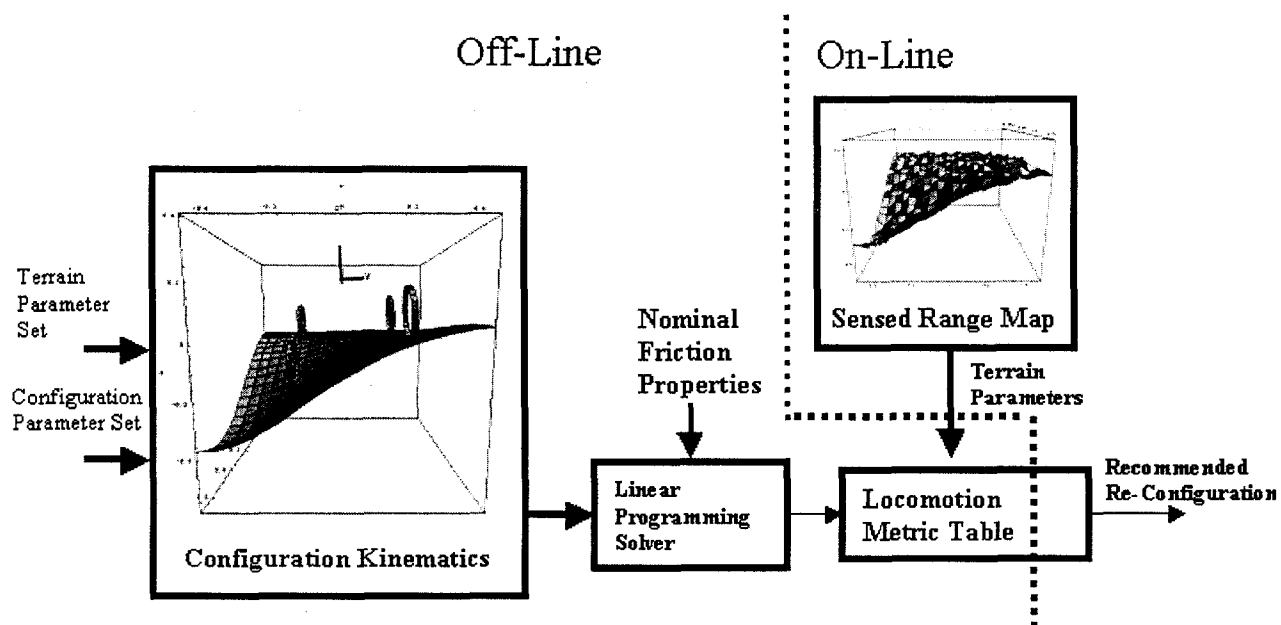 Off-Line
On-Line
Terrain
Parameter
Set
Configuration
Parameter Set
Configuration Kinematics
Nominal
Friction
Properties
Linear
Programming
Solver
Sensed Range Map
Terrain
Parameters
Locomotion
Metric Table
Recommended
Re-Configuration